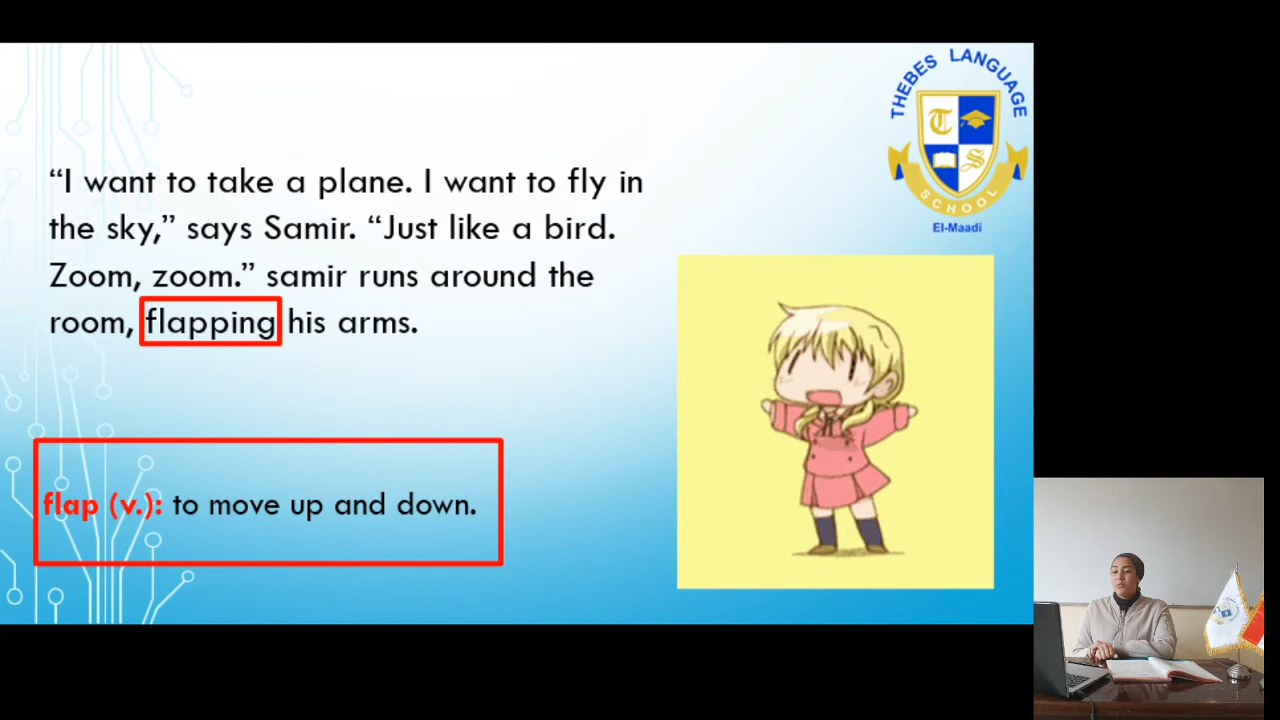 THEBES LANGUAGE
SCHOOL
El-Maadi
“I want to take a plane. I want to fly in
the sky,” says Samir. “Just like a bird.
Zoom, zoom.” samir runs around the
room, flapping his arms.
flap (v.): to move up and down.